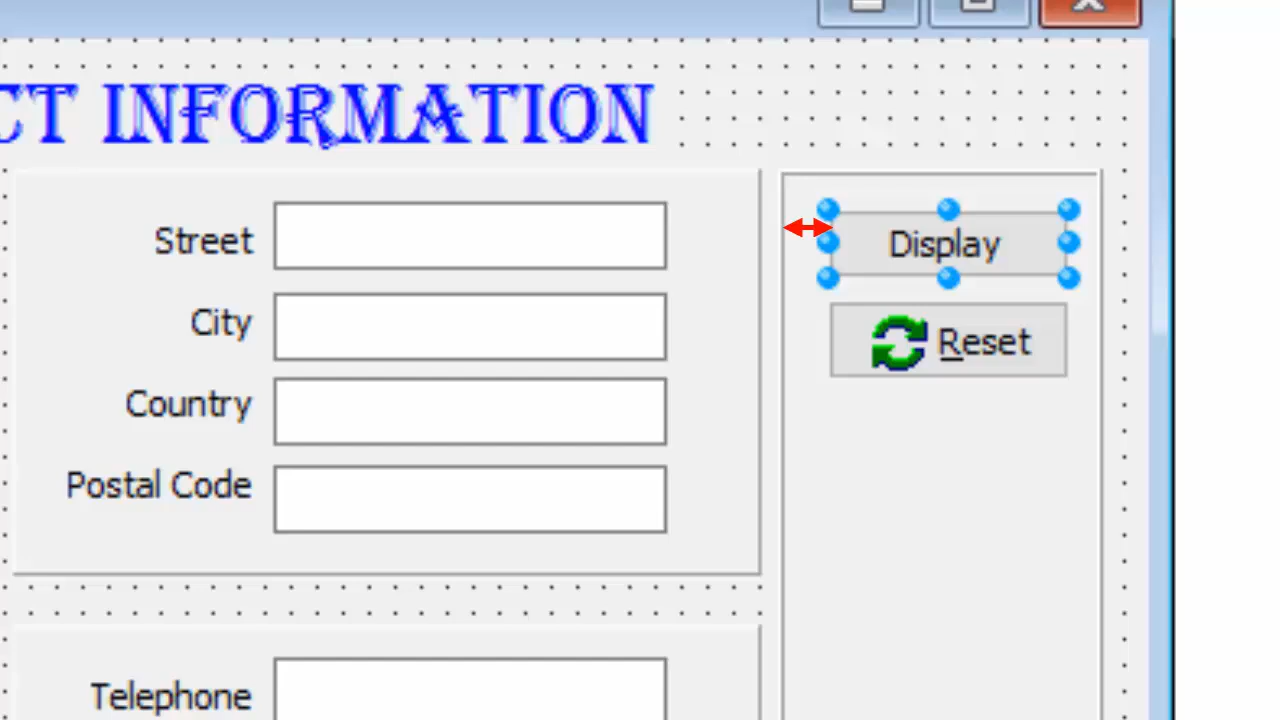 CT INFORMATION
Street
City
Country
Postal Code
Telephone
Display
Reset